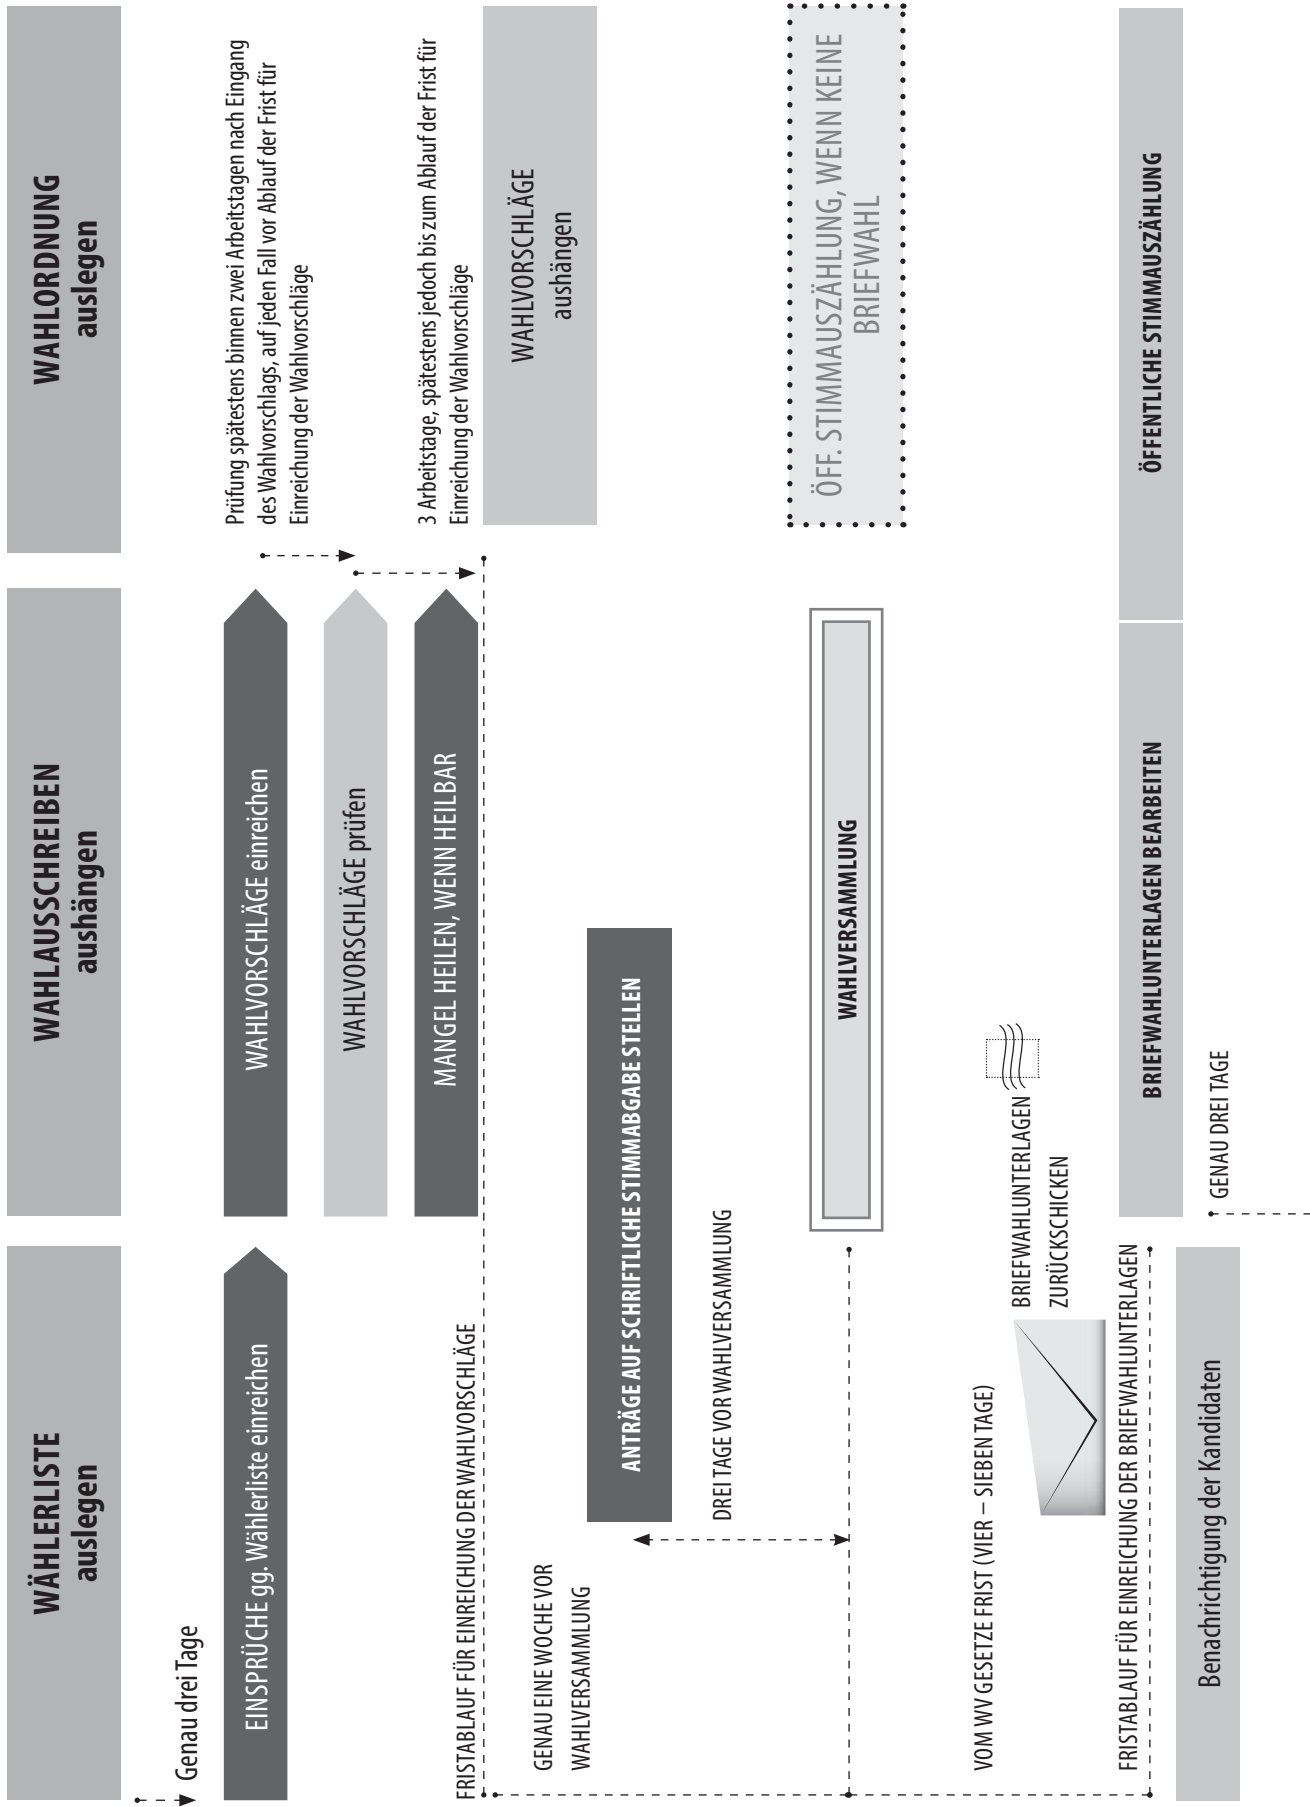 WÄHLERLISTE
auslegen
WAHLAUSSCHREIBEN
aushängen
WAHLORDNUNG
auslegen
Genau drei Tage
EINSPRÜCHE gg. Wählerliste einreichen
WAHLVORSCHLÄGE einreichen
Prüfung spätestens binnen zwei Arbeitstagen nach Eingang
des Wahlvorschlags, auf jeden Fall vor Ablauf der Frist für
Einreichung der Wahlvorschläge
WAHLVORSCHLÄGE prüfen
MANGEL HEILEN, WENN HEILBAR
3 Arbeitstage, spätestens jedoch bis zum Ablauf der Frist für
Einreichung der Wahlvorschläge
FRISTABLAUF FÜR EINREICHUNG DER WAHLVORSCHLÄGE
WAHLVORSCHLÄGE
aushängen
GENAU EINE WOCHE VOR
WAHLVERSAMMLUNG
ANTRÄGE AUF SCHRIFTLICHE STIMMABGABE STELLEN
DREI TAGE VOR WAHLVERSAMMLUNG
WAHLVERSAMMLUNG
ÖFF. STIMMAUSZÄHLUNG, WENN KEINE
BRIEFWAHL
VOM WV GESETZE FRIST (VIER – SIEBEN TAGE)
BRIEFWAHLUNTERLAGEN
ZURÜCKSCHICKEN
FRISTABLAUF FÜR EINREICHUNG DER BRIEFWAHLUNTERLAGEN
BRIEFWAHLUNTERLAGEN BEARBEITEN
ÖFFENTLICHE STIMMAUSZÄHLUNG
Benachrichtigung der Kandidaten
GENAU DREI TAGE